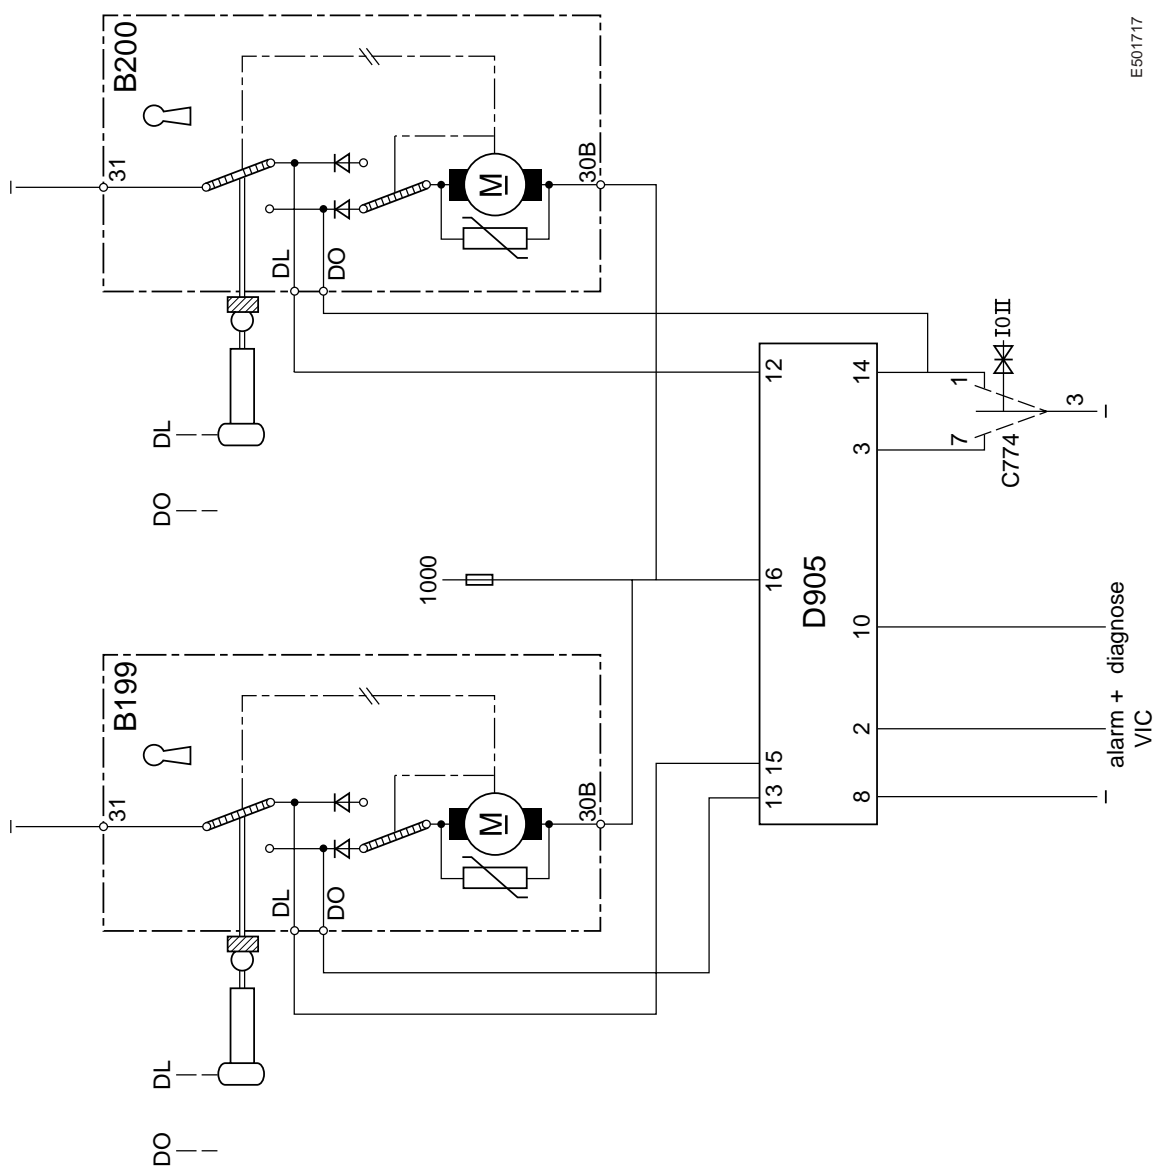 E501717
B200
31
30B
DL
DO
DL
DO
M
12
14
1
I0II
3
7
C774
3
1000
16
D905
10
B199
31
30B
DL
DO
DL
DO
M
15
13
2
8
alarm + diagnose
VIC